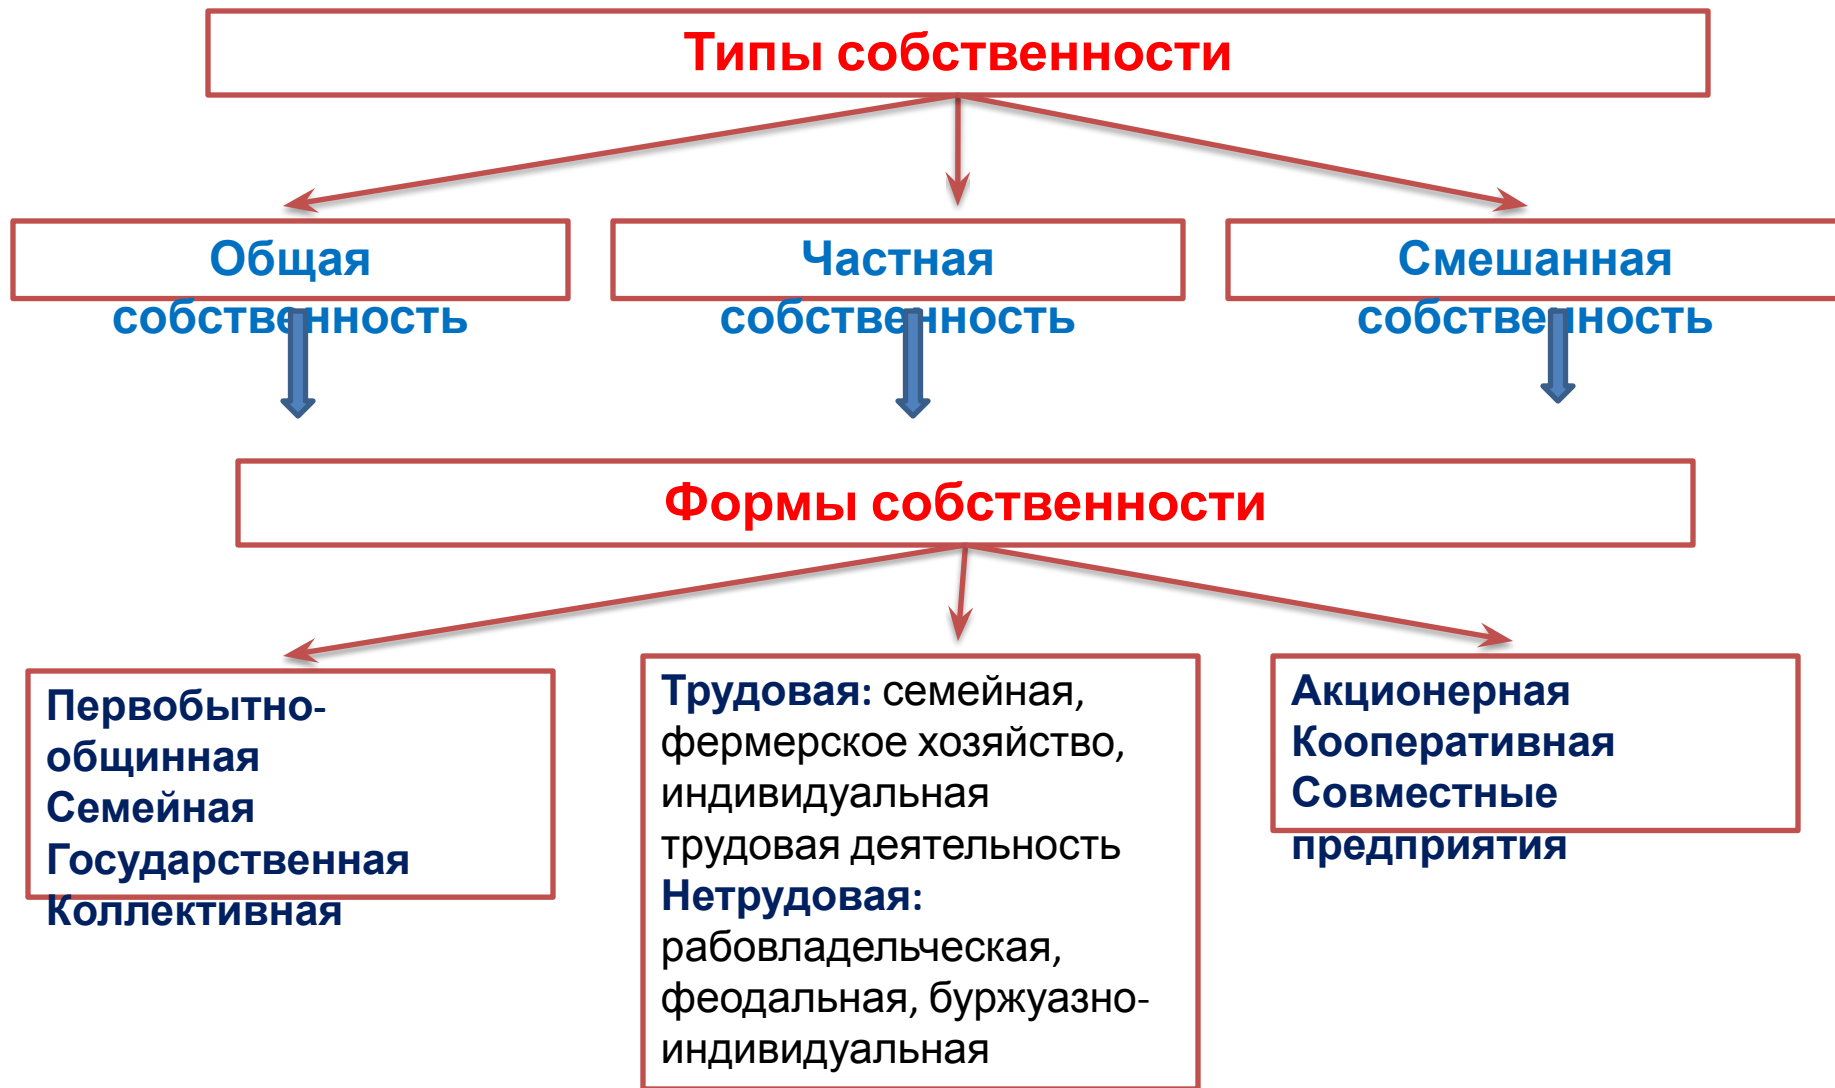 Типы собственности
Общая
собственность
Частная
собственность
Смешанная
собственность
Формы собственности
Первобытно-
общинная
Семейная
Государственная
Коллективная
Трудовая: семейная,
фермерское хозяйство,
индивидуальная
трудовая деятельность
Нетрудовая:
рабовладельческая,
феодальная, буржуазно-
индивидуальная
Акционерная
Кооперативная
Совместные
предприятия